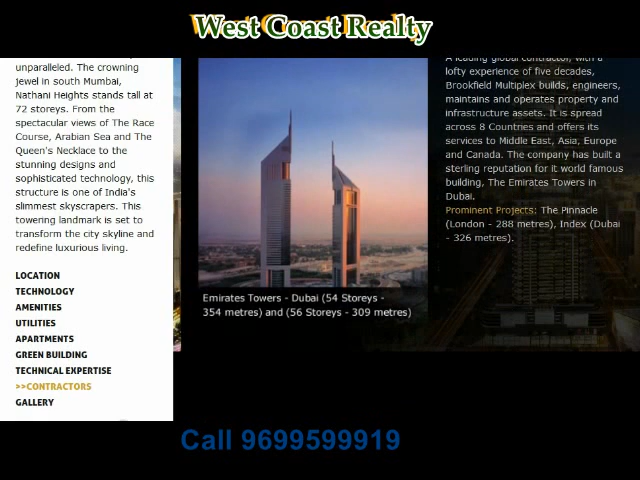 West Coast Realty
unparalleled. The crowning
jewel in south Mumbai,
Nathani Heights stands tall at
72 storeys. From the
spectacular views of The Race
Course, Arabian Sea and The
Queen's Necklace to the
stunning designs and
sophisticated technology, this
structure is one of India's
slimmest skyscrapers. This
towering landmark is set to
transform the city skyline and
redefine luxurious living.
LOCATION
TECHNOLOGY
AMENITIES
UTILITIES
APARTMENTS
GREEN BUILDING
TECHNICAL EXPERTISE
>>CONTRACTORS
GALLERY
Emirates Towers - Dubai (54 Storeys -
354 metres) and (56 Storeys - 309 metres)
A leading global contractor, with a
lofty experience of five decades,
Brookfield Multiplex builds, engineers,
maintains and operates property and
infrastructure assets. It is spread
across 8 Countries and offers its
services to Middle East, Asia, Europe
and Canada. The company has built a
sterling reputation for it world famous
building, The Emirates Towers in
Dubai.
Prominent Projects: The Pinnacle
(London - 288 metres), Index (Dubai
- 326 metres).
Call 9699599919